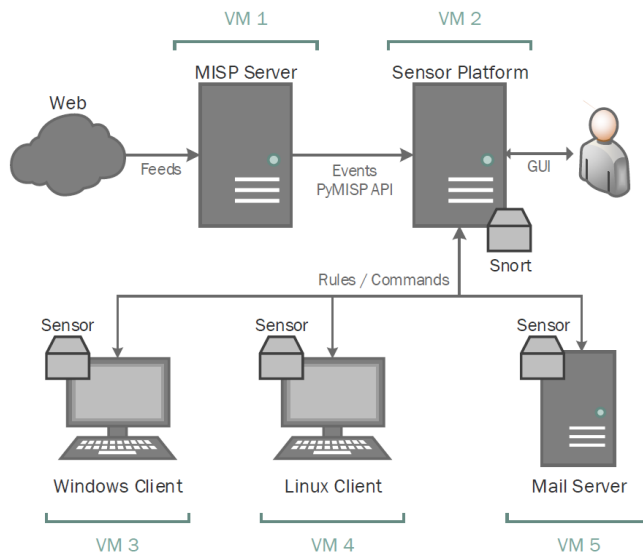 VM 1
VM 2
MISP Server
Sensor Platform
Web
Feeds
Events
PyMISP API
GUI
Snort
Rules / Commands
Sensor
Sensor
Sensor
Windows Client
Linux Client
Mail Server
VM 3
VM 4
VM 5